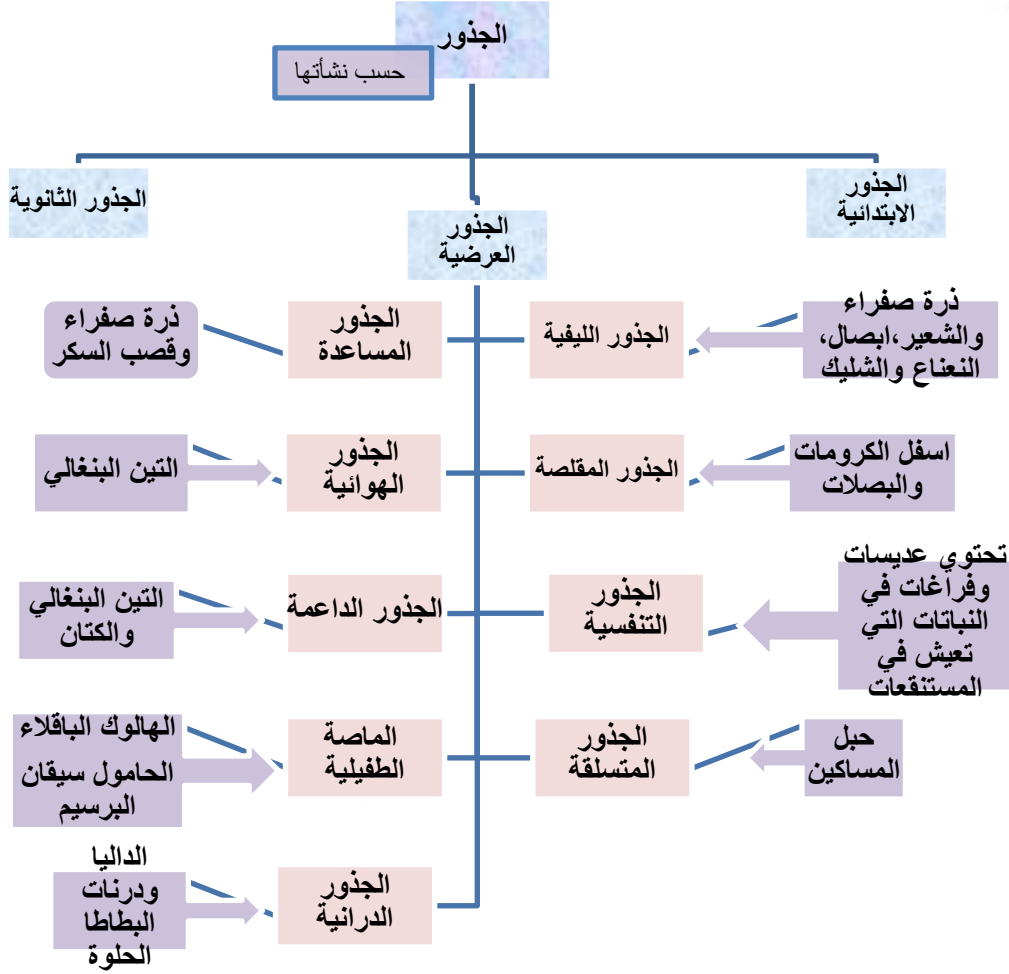 الجذور
حسب نشأتها
الجذور
الابتدائية
الجذور
العرضية
الجذور الثانوية
ذرة صفراء
والشعير،ابصال،
النعناع والشليك
الجذور الليفية
الجذور
المساعدة
ذرة صفراء
وقصب السكر
اسفل الكرومات
والبصلات
الجذور المقلصة
الجذور
الهوائية
التين البنغالي
تحتوي عديسات
وفراغات في
النباتات التي
تعيش في
المستنقعات
الجذور
التنفسية
الجذور الداعمة
التين البنغالي
والكتان
حبل
المساكين
الجذور
المتسلقة
الماصة
الطفيلية
الهالوك الباقلاء
الحامول سيقان
البرسيم
الجذور
الدرانية
الداليا
ودرنات
البطاطا
الحلوة